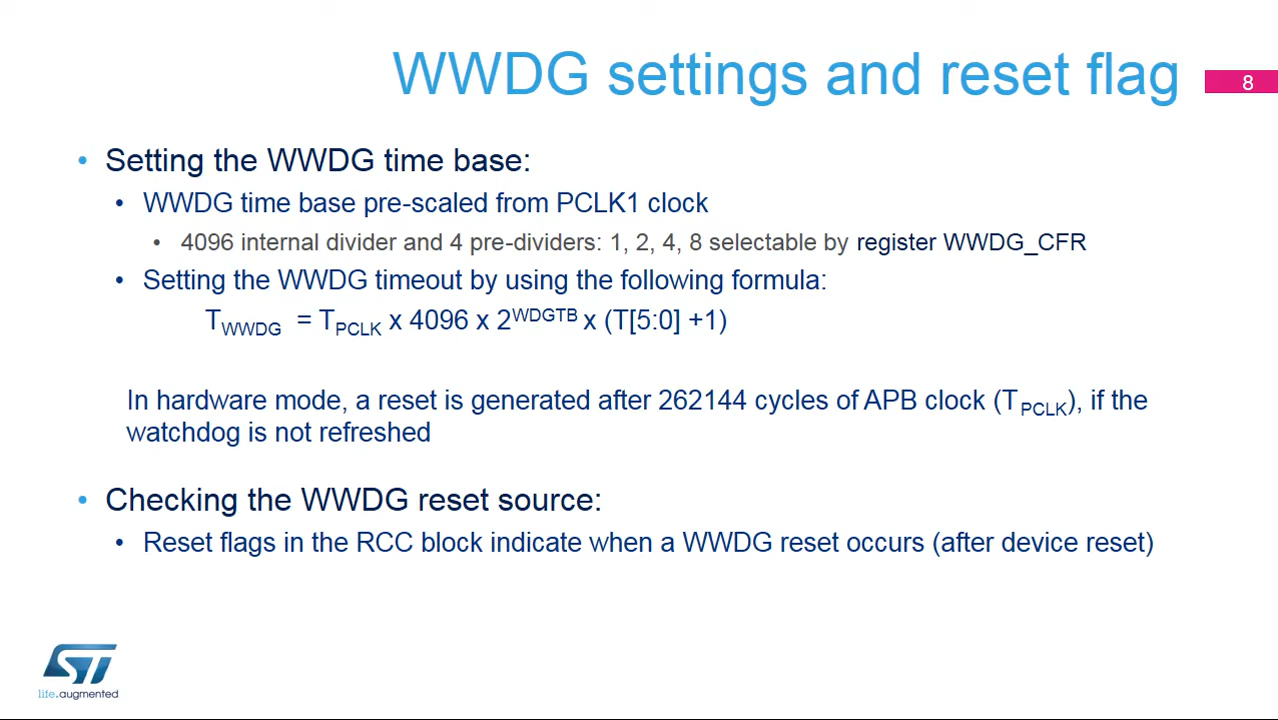 WWDG settings and reset flag
8
• Setting the WWDG time base:
• WWDG time base pre-scaled from PCLK1 clock
• 4096 internal divider and 4 pre-dividers: 1, 2, 4, 8 selectable by register WWDG_CFR
• Setting the WWDG timeout by using the following formula:
T_WWDG = T_PCLK x 4096 x 2^WDGTB x (T[5:0] +1)
In hardware mode, a reset is generated after 262144 cycles of APB clock (T_PCLK), if the
watchdog is not refreshed
• Checking the WWDG reset source:
• Reset flags in the RCC block indicate when a WWDG reset occurs (after device reset)
ST
life.augmented